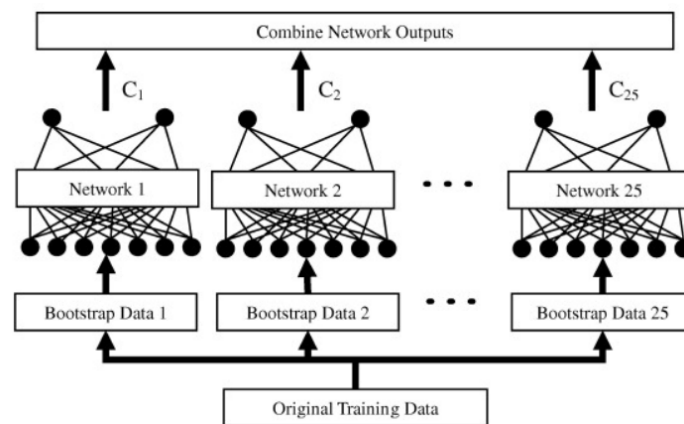 Combine Network Outputs
C1 C2 C25
Network 1 Network 2 Network 25
Bootstrap Data 1 Bootstrap Data 2 Bootstrap Data 25
Original Training Data